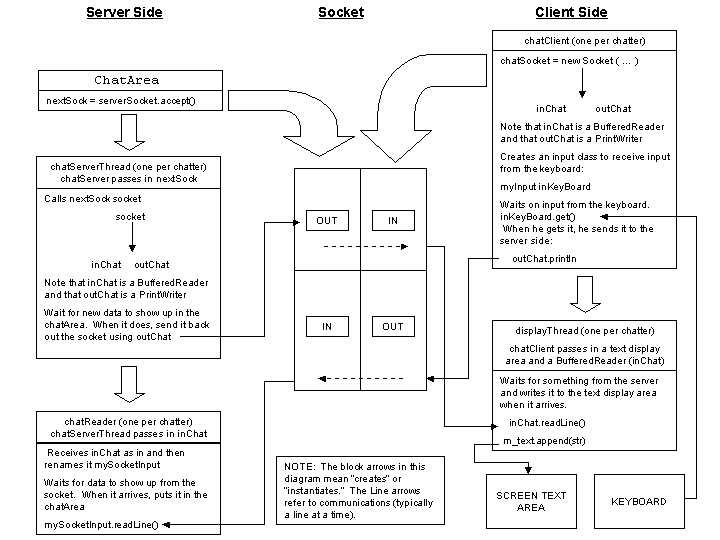 Server Side
Socket
Client Side
ChatArea
nextSock = serverSocket.accept()
chatServerThread (one per chatter)
chatServer passes in nextSock
Calls nextSock socket
socket
inChat outChat
Note that inChat is a BufferedReader
and that outChat is a PrintWriter
Wait for new data to show up in the
chatArea. When it does, send it back
out the socket using outChat
chatReader (one per chatter)
chatServerThread passes in inChat
Receives inChat as in and then
renames it mySocketInput
Waits for data to show up from the
socket. When it arrives, puts it in the
chatArea
mySocketInput.readLine()
OUT
IN
IN
OUT
NOTE: The block arrows in this
diagram mean "creates" or
"instantiates." The Line arrows
refer to communications (typically
a line at a time).
chatClient (one per chatter)
chatSocket = new Socket ( ... )
inChat outChat
Note that inChat is a BufferedReader
and that outChat is a PrintWriter
Creates an input class to receive input
from the keyboard:
myInput inKeyBoard
Waits on input from the keyboard.
inKeyBoard.get()
When he gets it, he sends it to the
server side:
outChat.println
displayThread (one per chatter)
chatClient passes in a text display
area and a BufferedReader (inChat)
Waits for something from the server
and writes it to the text display area
when it arrives.
inChat.readLine()
m_text.append(str)
SCREEN TEXT
AREA
KEYBOARD